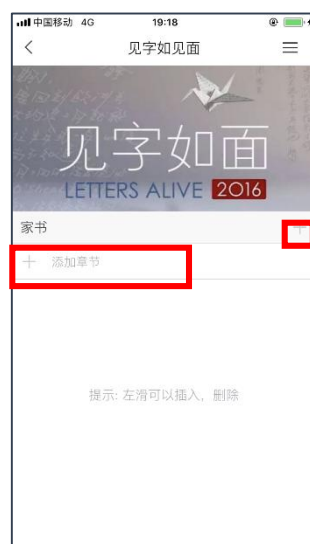 中国移动 4G 19:18
见字如见面
见字如面
LETTERS ALIVE 2016
家书
添加章节
提示: 左滑可以插入, 删除